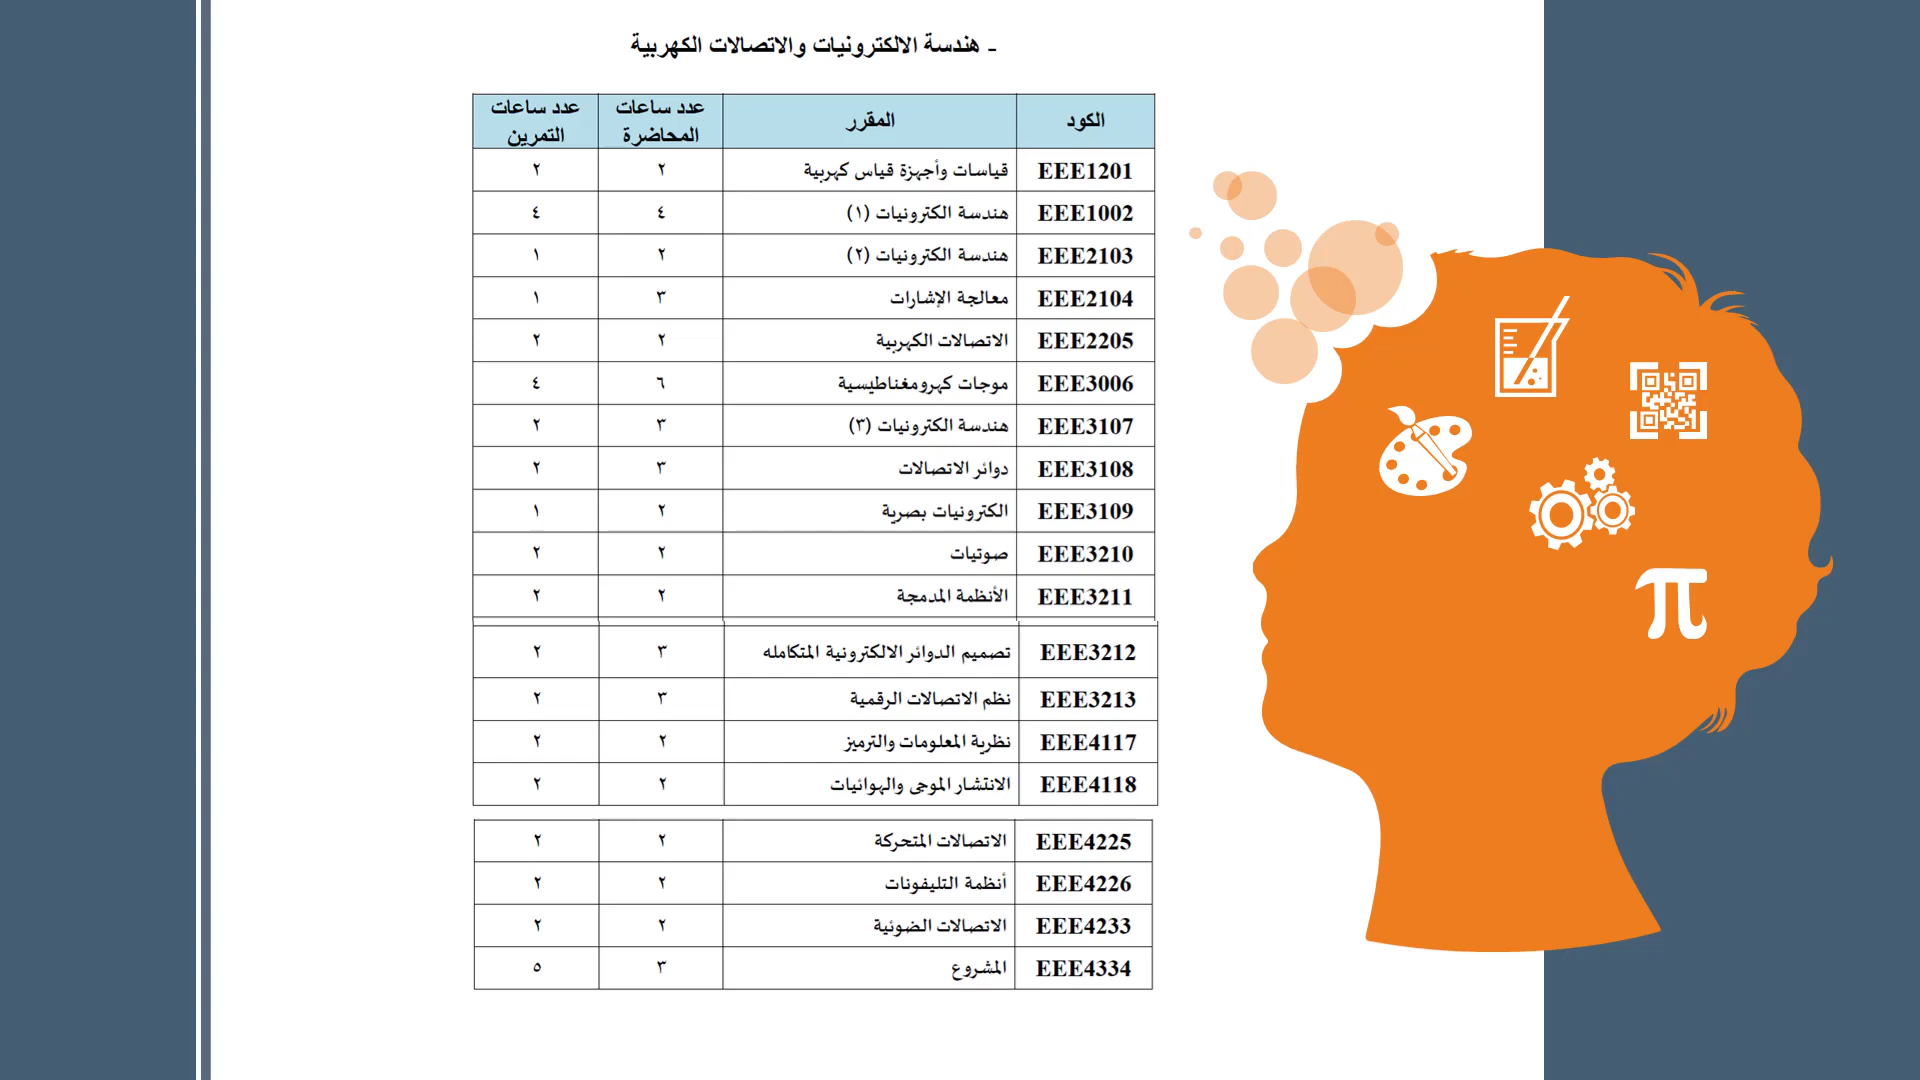 - هندسة الالكترونيات والاتصالات الكهربية
الكود المقرر عدد ساعات المحاضرة عدد ساعات التمرين
EEE1201 قياسات وأجهزة قياس كهربية ٢ ٢
EEE1002 هندسة الكترونيات (١) ٤ ٤
EEE2103 هندسة الكترونيات (٢) ٢ ١
EEE2104 معالجة الإشارات ٣ ١
EEE2205 الاتصالات الكهربية ٢ ٢
EEE3006 موجات كهرومغناطيسية ٦ ٤
EEE3107 هندسة الكترونيات (٣) ٣ ٢
EEE3108 دوائر الاتصالات ٣ ٢
EEE3109 الكترونيات بصرية ٢ ١
EEE3210 صوتيات ٢ ٢
EEE3211 الأنظمة المدمجة ٢ ٢
EEE3212 تصميم الدوائر الالكترونية المتكامله ٣ ٢
EEE3213 نظم الاتصالات الرقمية ٣ ٢
EEE4117 نظرية المعلومات والترميز ٢ ٢
EEE4118 الانتشار الموجى والهوائيات ٢ ٢
EEE4225 الاتصالات المتحركة ٢ ٢
EEE4226 أنظمة التليفونات ٢ ٢
EEE4233 الاتصالات الضوئية ٢ ٢
EEE4334 المشروع ٣ ٥
π